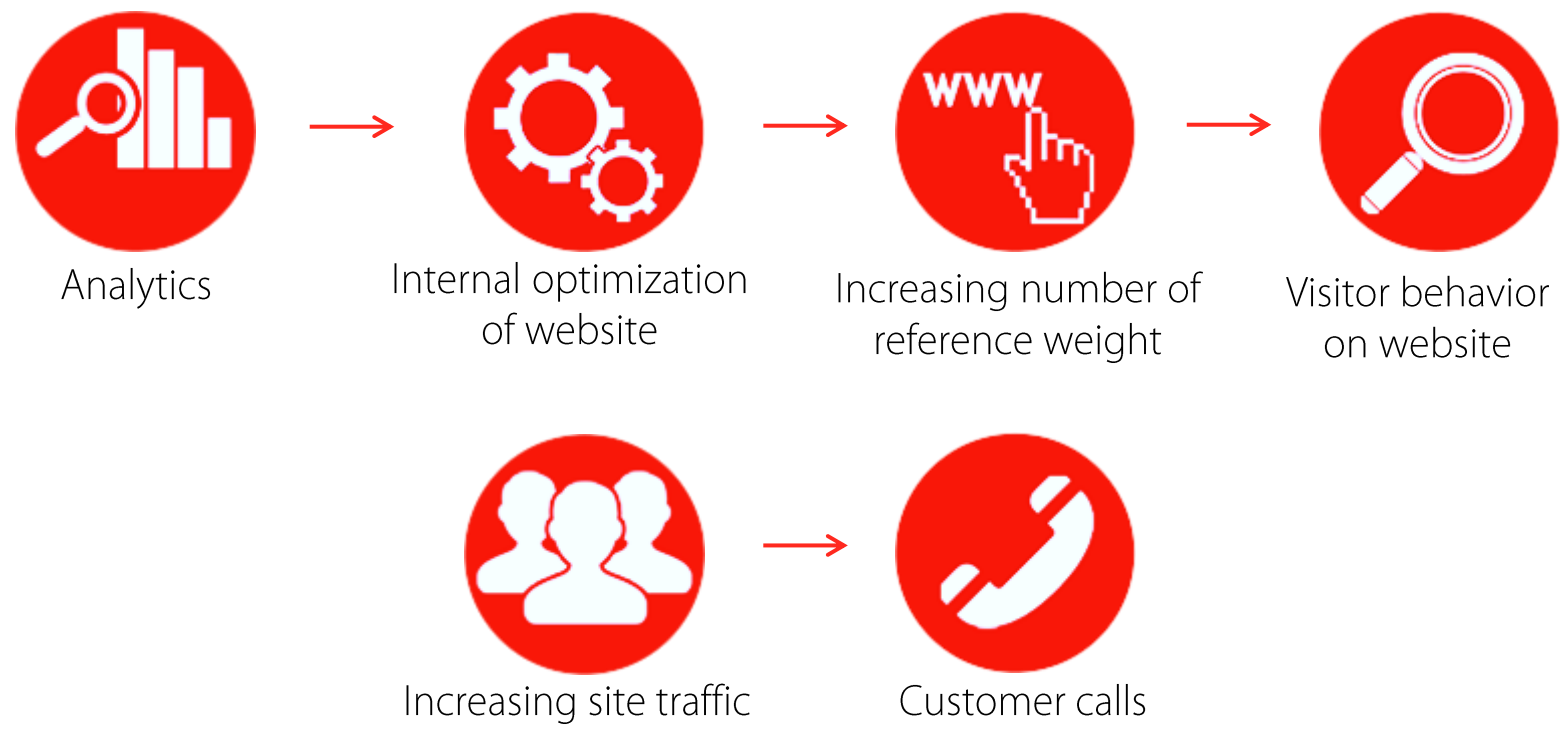 www
Analytics
Internal optimization
of website
Increasing number of
reference weight
Visitor behavior
on website
Increasing site traffic
Customer calls